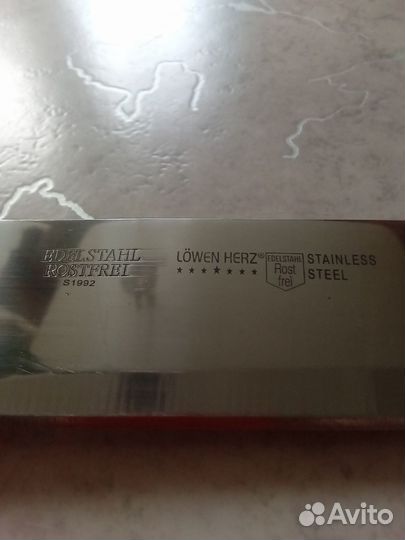 EDELSTAHL
ROSTFREI
S1992
LÖWEN HERZ®
★★★★★★★
EDELSTAHL
Rost
frei
STAINLESS
STEEL
Avito